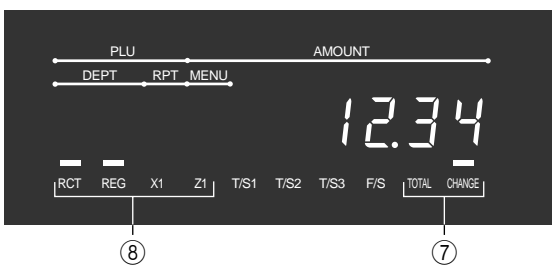 PLU AMOUNT
DEPT RPT MENU
12.34
RCT REG X1 Z1 T/S1 T/S2 T/S3 F/S TOTAL CHANGE
⑧ ⑦